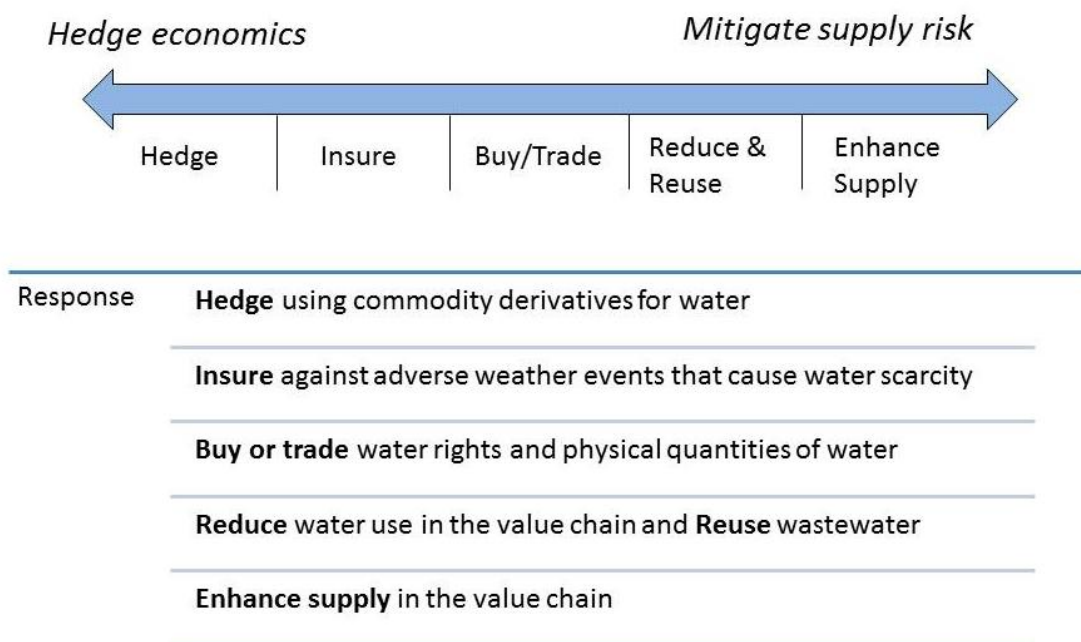 Hedge economics
Mitigate supply risk
Hedge
Insure
Buy/Trade
Reduce &
Reuse
Enhance
Supply
Response
Hedge using commodity derivatives for water
Insure against adverse weather events that cause water scarcity
Buy or trade water rights and physical quantities of water
Reduce water use in the value chain and Reuse wastewater
Enhance supply in the value chain